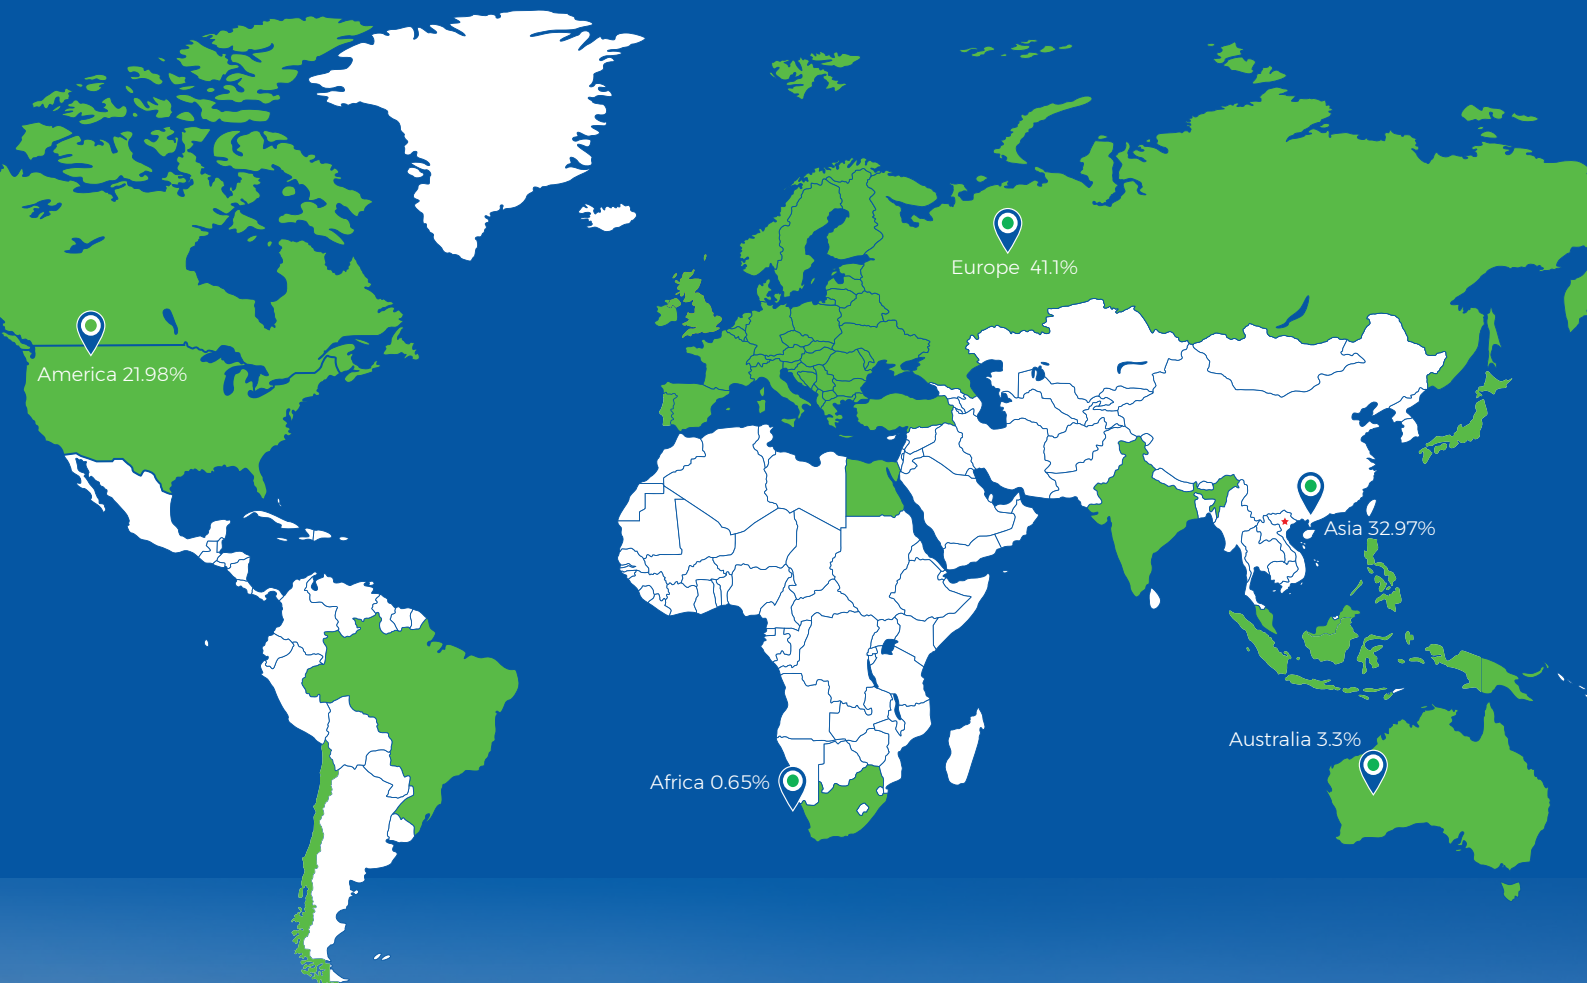 Europe 41.1%
America 21.98%
Asia 32.97%
Australia 3.3%
Africa 0.65%